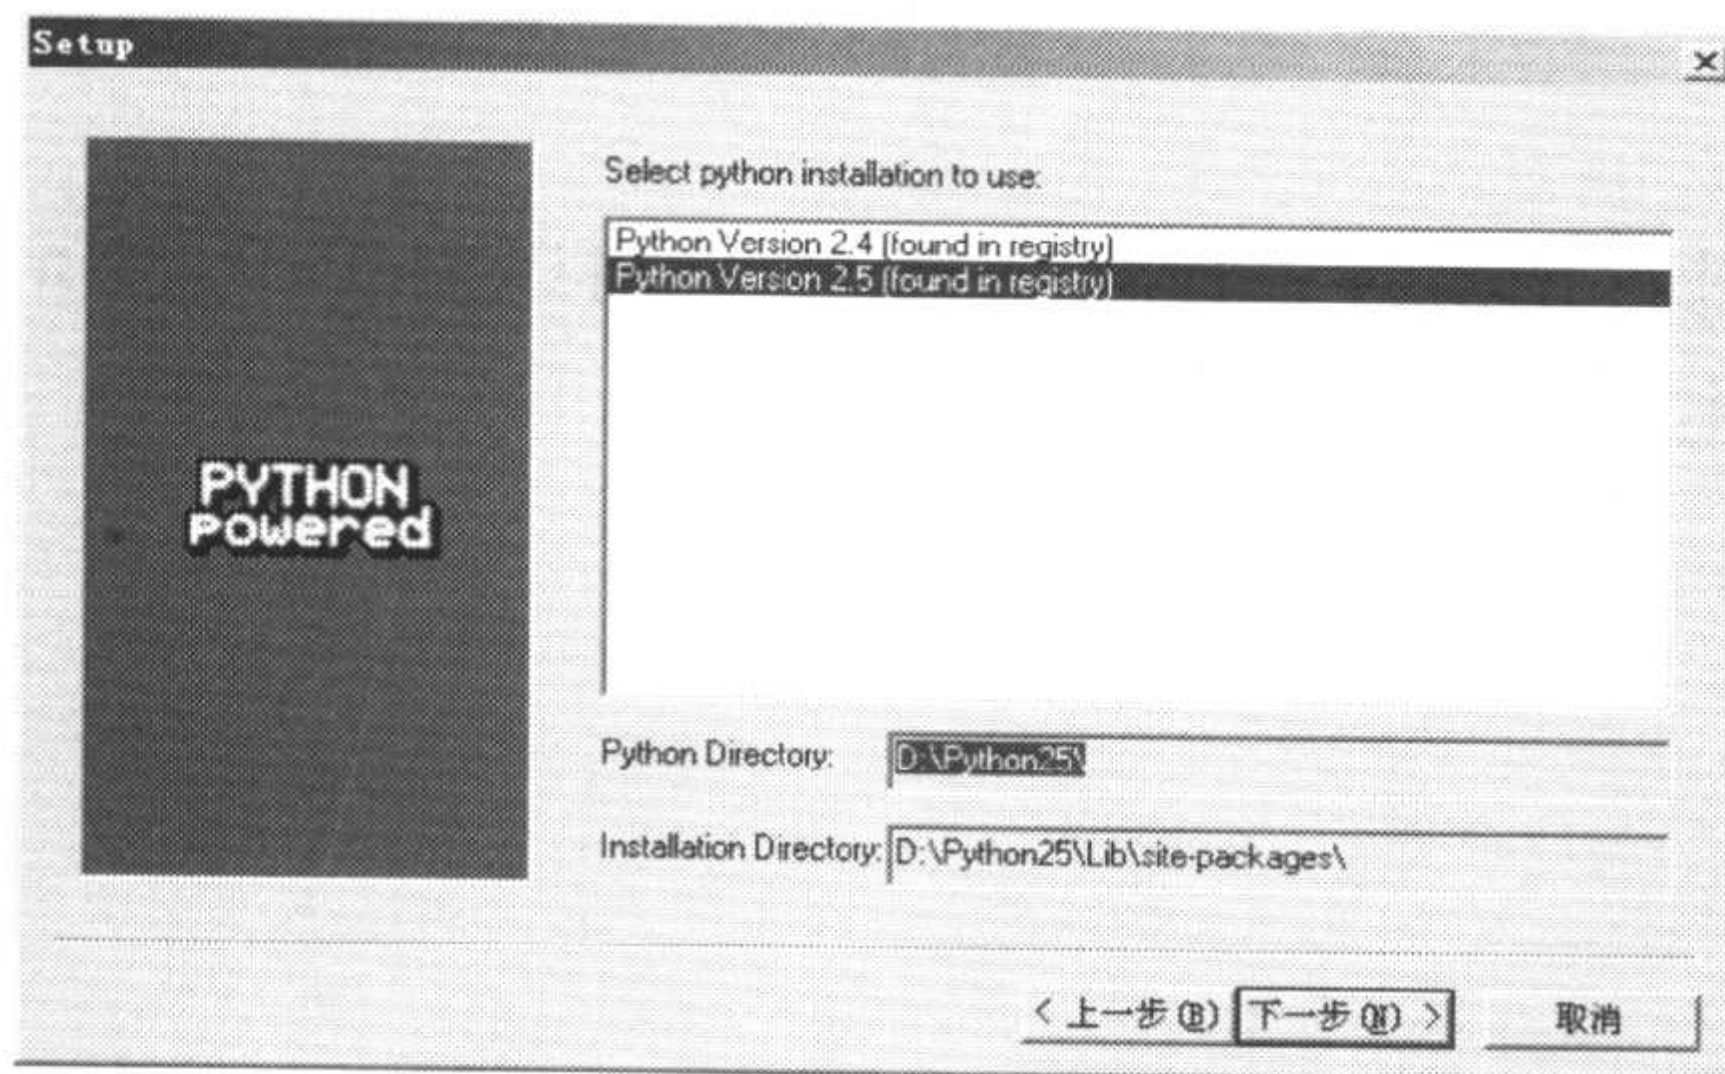 Setup
Select python installation to use:
Python Version 2.4 (found in registry)
Python Version 2.5 (found in registry)
PYTHON
powered
Python Directory: D:\Python25\
Installation Directory: D:\Python25\Lib\site-packages\
< 上一步(B) 下一步(N) > 取消